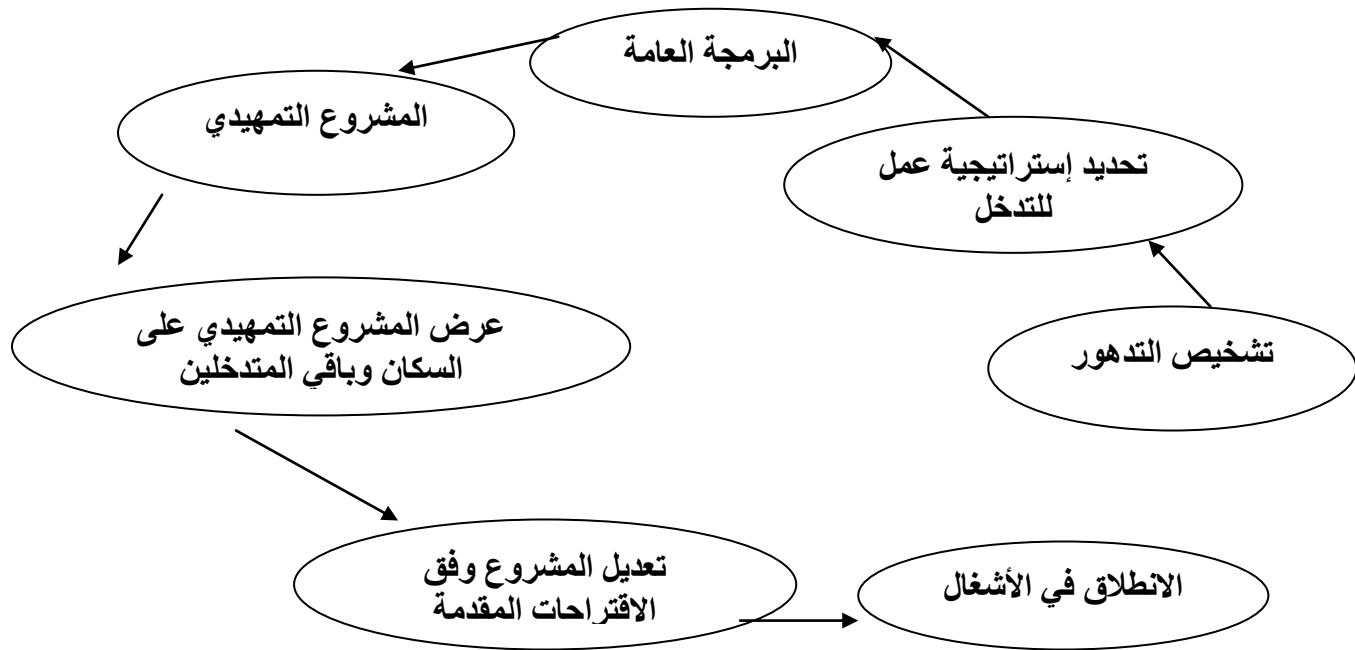 البرمجة العامة
المشروع التمهيدي
تحديد إستراتيجية عمل
للتدخل
عرض المشروع التمهيدي على
السكان وباقي المتدخلين
تشخيص التدهور
تعديل المشروع وفق
الاقتراحات المقدمة
الانطلاق في الأشغال